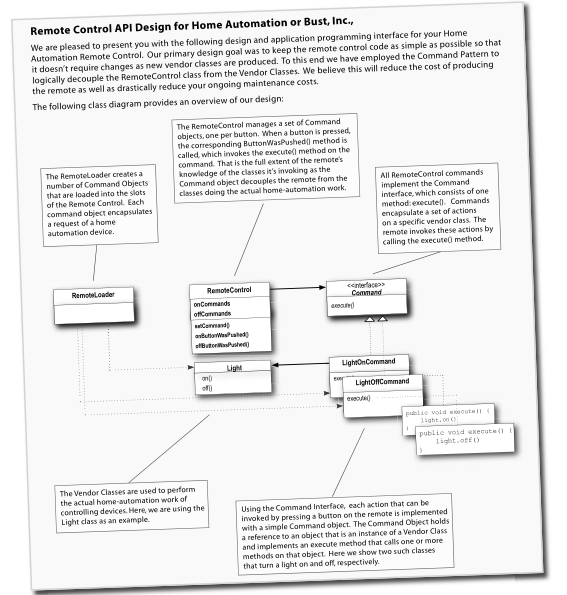 Remote Control API Design for Home Automation or Bust, Inc.,
We are pleased to present you with the following design and application programming interface for your Home
Automation Remote Control. Our primary design goal was to keep the remote control code as simple as possible so that
it doesn't require changes as new vendor classes are produced. To this end we have employed the Command Pattern to
logically decouple the RemoteControl class from the Vendor Classes. We believe this will reduce the cost of producing
the remote as well as drastically reduce your ongoing maintenance costs.
The following class diagram provides an overview of our design:
The RemoteControl manages a set of Command
objects, one per button. When a button is pressed,
the corresponding ButtonWasPushed() method is
called, which invokes the execute() method on the
command. That is the full extent of the remote's
knowledge of the classes it's invoking as the
Command object decouples the remote from the
classes doing the actual home-automation work.
The RemoteLoader creates a
number of Command Objects
that are loaded into the slots
of the Remote Control. Each
command object encapsulates
a request of a home
automation device.
All RemoteControl commands
implement the Command
interface, which consists of one
method: execute(). Commands
encapsulate a set of actions
on a specific vendor class. The
remote invokes these actions by
calling the execute() method.
RemoteLoader
RemoteControl
onCommands
offCommands
setCommand()
onButtonWasPushed()
offButtonWasPushed()
<<interface>>
Command
execute()
Light
on()
off()
LightOnCommand
exe
LightOffCommand
execute()
public void execute() {
light.on()
}
public void execute() {
light.off()
}
The Vendor Classes are used to perform
the actual home-automation work of
controlling devices. Here, we are using the
Light class as an example.
Using the Command Interface, each action that can be
invoked by pressing a button on the remote is implemented
with a simple Command object. The Command Object holds
a reference to an object that is an instance of a Vendor Class
and implements an execute method that calls one or more
methods on that object. Here we show two such classes
that turn a light on and off, respectively.